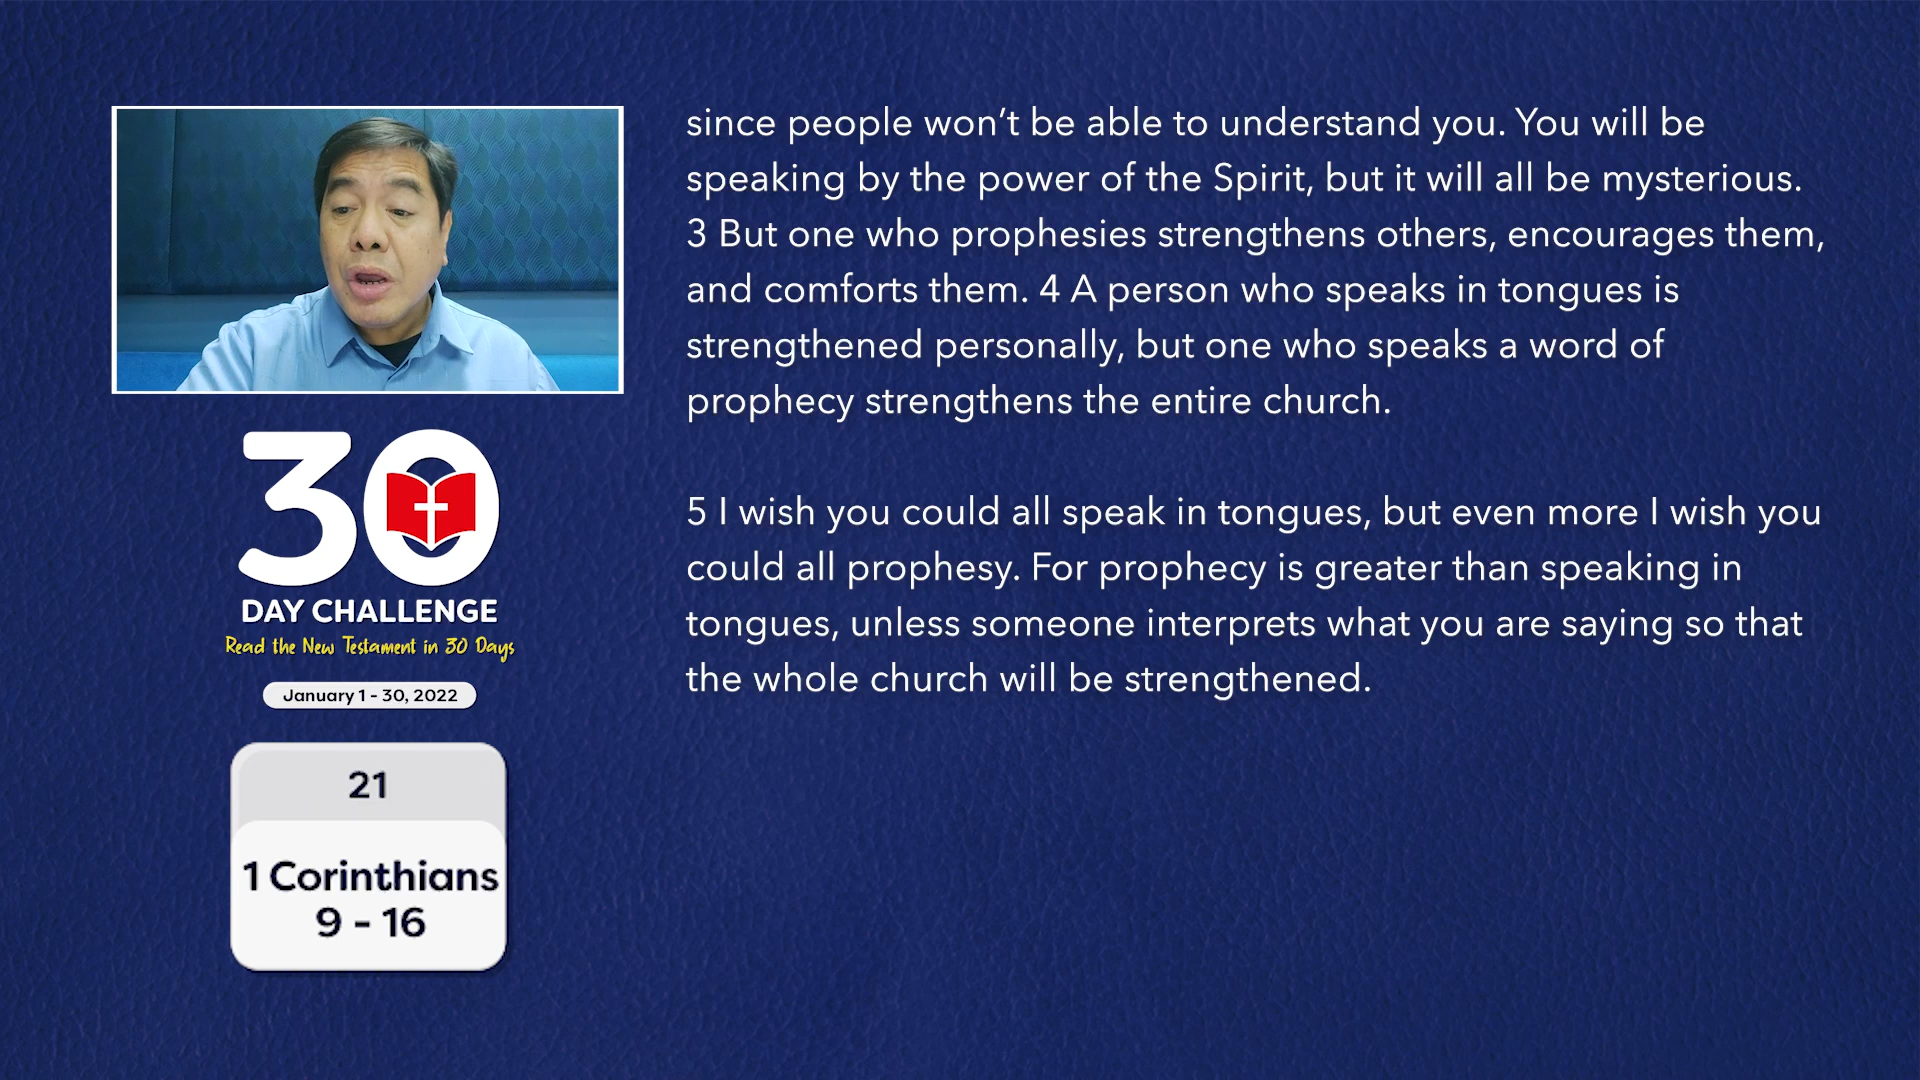 since people won’t be able to understand you. You will be
speaking by the power of the Spirit, but it will all be mysterious.
3 But one who prophesies strengthens others, encourages them,
and comforts them. 4 A person who speaks in tongues is
strengthened personally, but one who speaks a word of
prophecy strengthens the entire church.
5 I wish you could all speak in tongues, but even more I wish you
could all prophesy. For prophecy is greater than speaking in
tongues, unless someone interprets what you are saying so that
the whole church will be strengthened.
30
DAY CHALLENGE
Read the New Testament in 30 Days
January 1 - 30, 2022
21
1 Corinthians
9 - 16